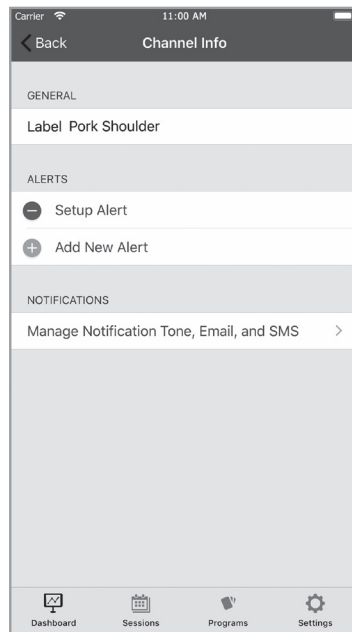 Carrier 11:00 AM
Back Channel Info
GENERAL
Label Pork Shoulder
ALERTS
Setup Alert
Add New Alert
NOTIFICATIONS
Manage Notification Tone, Email, and SMS
Dashboard Sessions Programs Settings